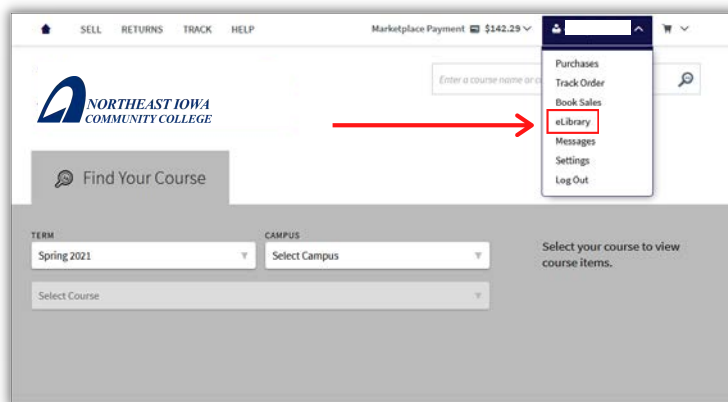 SELL RETURNS TRACK HELP Marketplace Payment $142.29
Purchases
Enter a course name or co
Track Order
Book Sales
NORTHEAST IOWA
COMMUNITY COLLEGE
eLibrary
Messages
Settings
Log Out
Find Your Course
TERM CAMPUS
Spring 2021 Select Campus
Select your course to view
course items.
Select Course